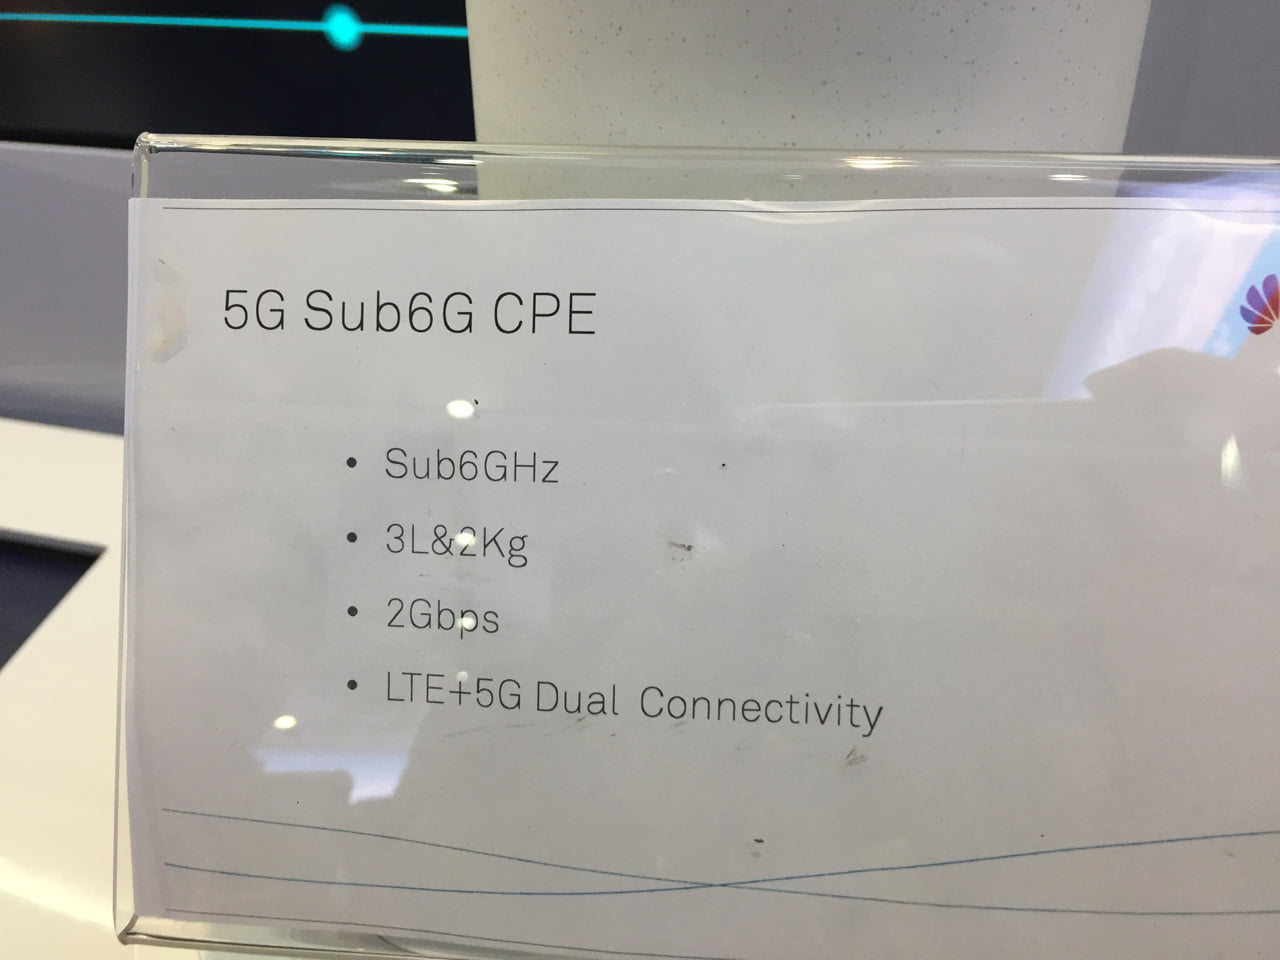 5G Sub6G CPE
• Sub6GHz
• 3L&2Kg
• 2Gbps
• LTE+5G Dual Connectivity